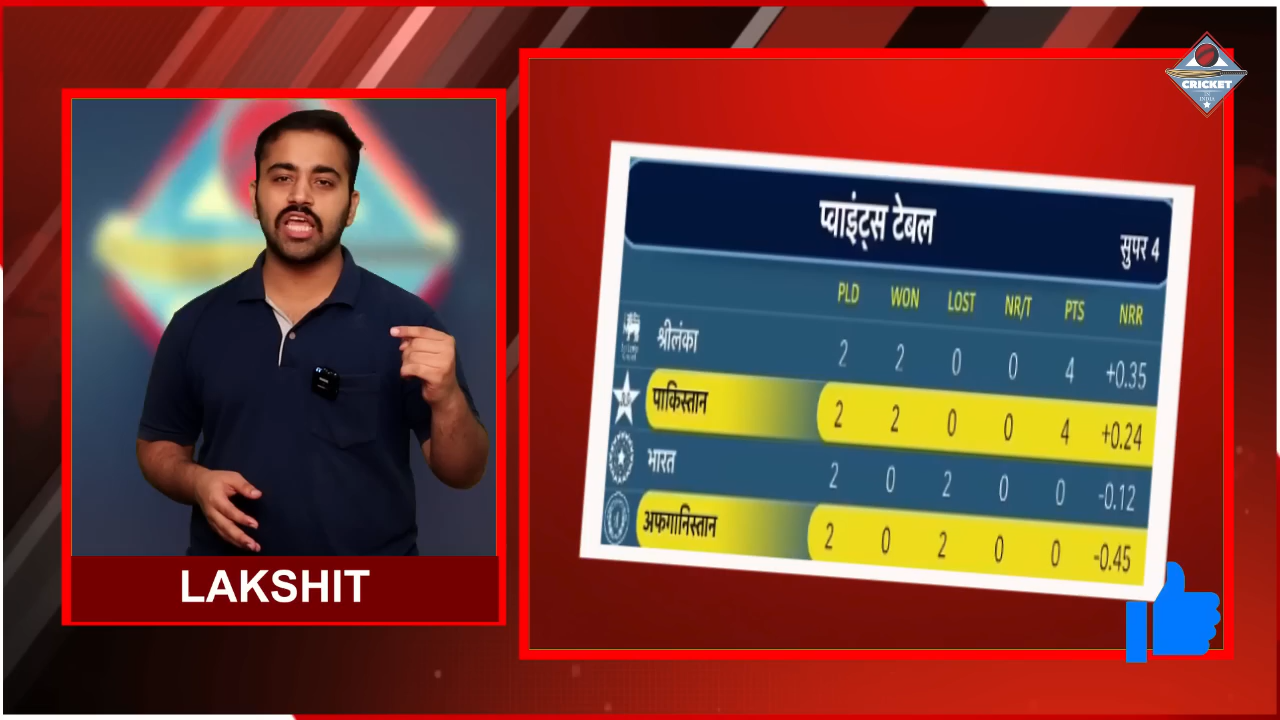 CRICKET
INDIA
प्वाइंट्स टेबल
सुपर 4
PLD WON LOST NR/T PTS NRR
श्रीलंका 2 2 0 0 4 +0.35
पाकिस्तान 2 2 0 0 4 +0.24
भारत 2 0 2 0 0 -0.12
अफगानिस्तान 2 0 2 0 0 -0.45
LAKSHIT